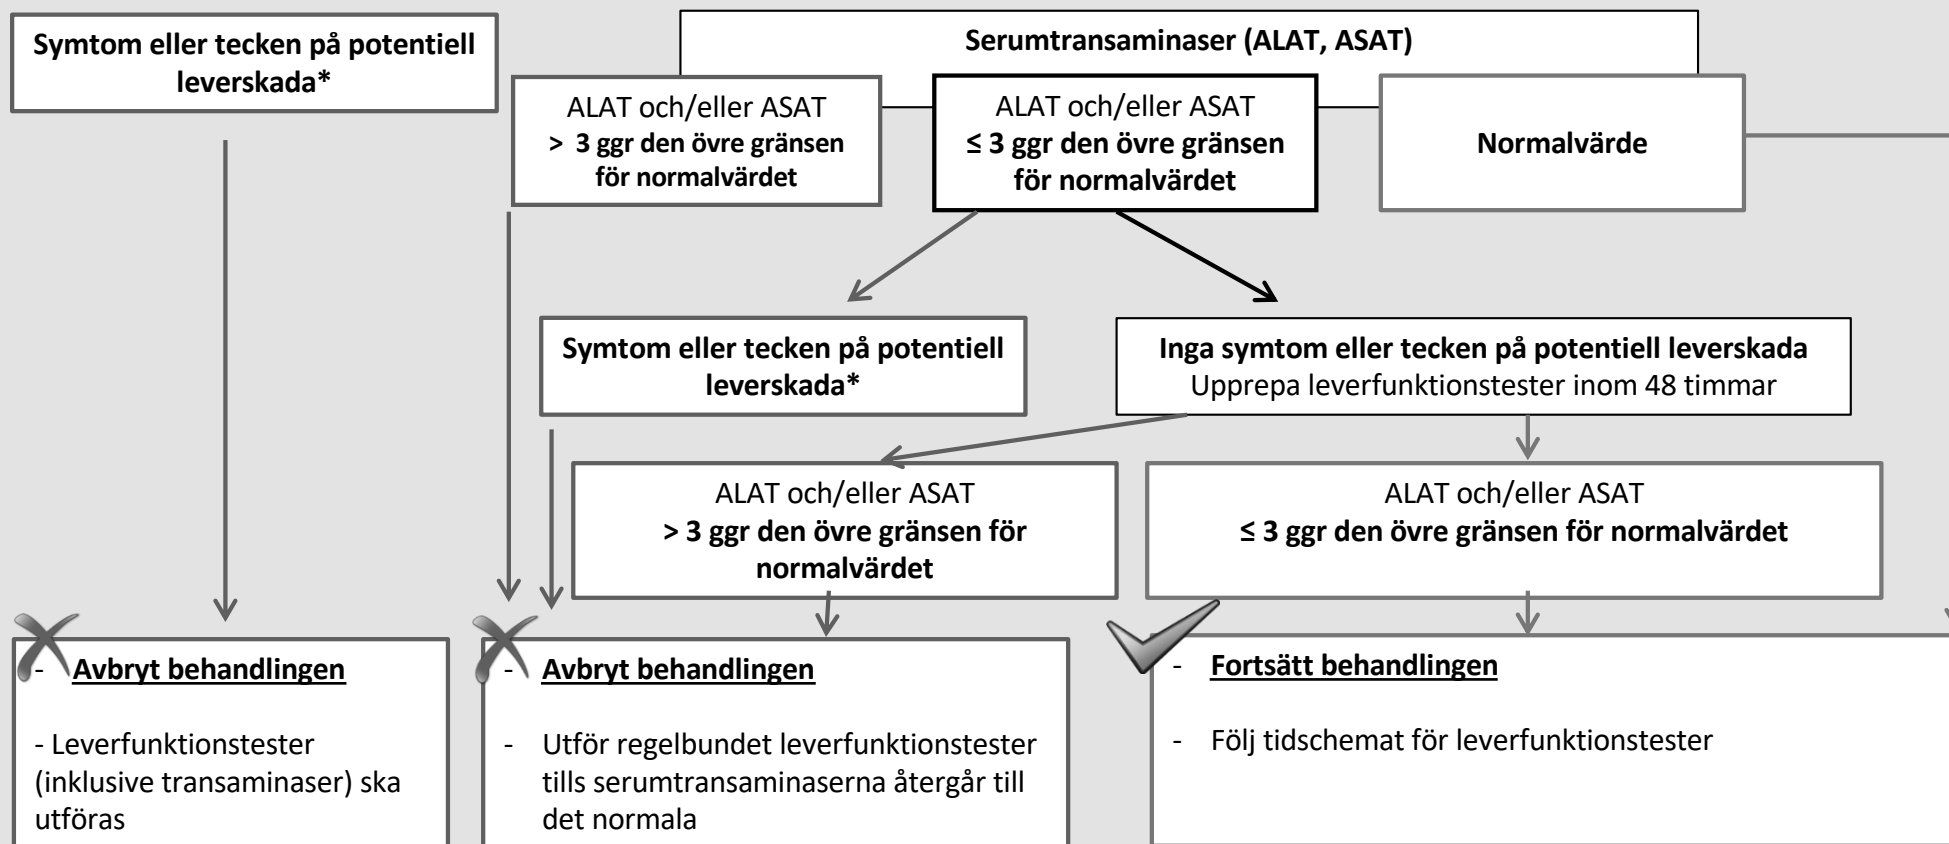 Symtom eller tecken på potentiell
leverskada*
Serumtransaminaser (ALAT, ASAT)
ALAT och/eller ASAT
> 3 ggr den övre gränsen
för normalvärdet
ALAT och/eller ASAT
≤ 3 ggr den övre gränsen
för normalvärdet
Normalvärde
Symtom eller tecken på potentiell
leverskada*
Inga symtom eller tecken på potentiell leverskada
Upprepa leverfunktionstester inom 48 timmar
ALAT och/eller ASAT
> 3 ggr den övre gränsen för
normalvärdet
ALAT och/eller ASAT
≤ 3 ggr den övre gränsen för normalvärdet
- Avbryt behandlingen
- Leverfunktionstester
(inklusive transaminaser) ska
utföras
- Avbryt behandlingen
- Utför regelbundet leverfunktionstester
tills serumtransaminaserna återgår till
det normala
- Fortsätt behandlingen
- Följ tidschemat för leverfunktionstester